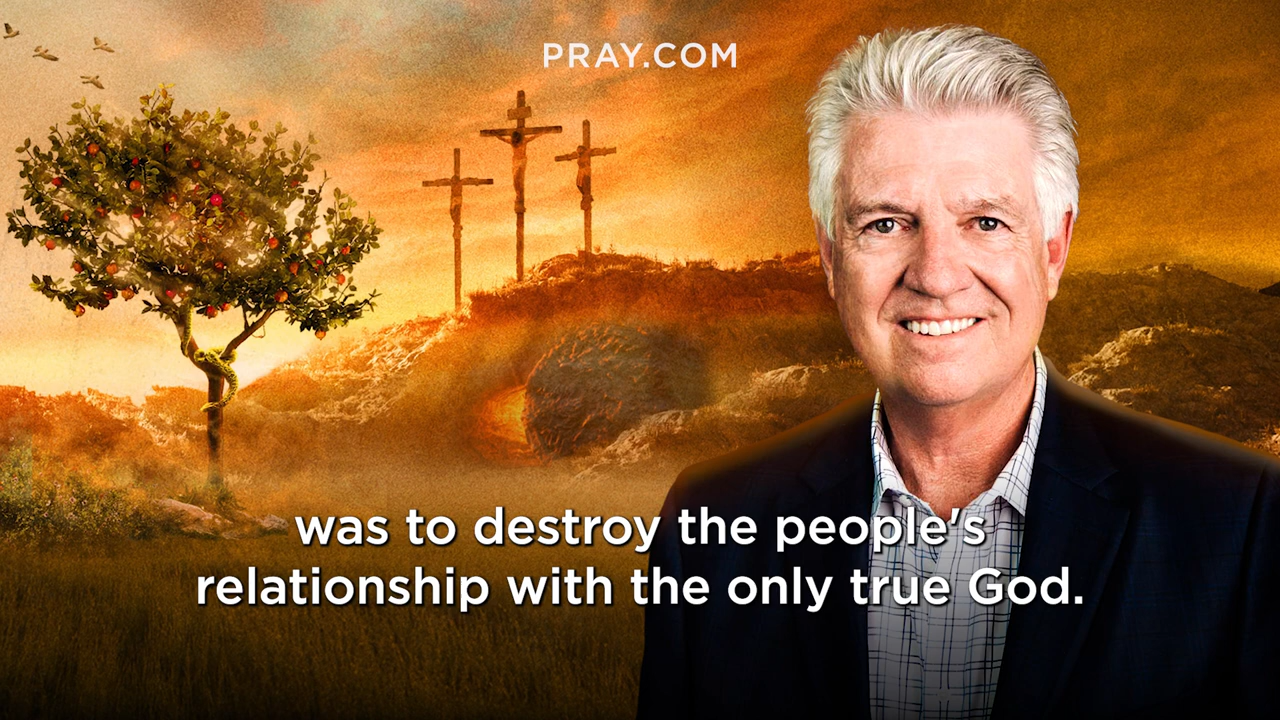 PRAY.COM
was to destroy the people's
relationship with the only true God.